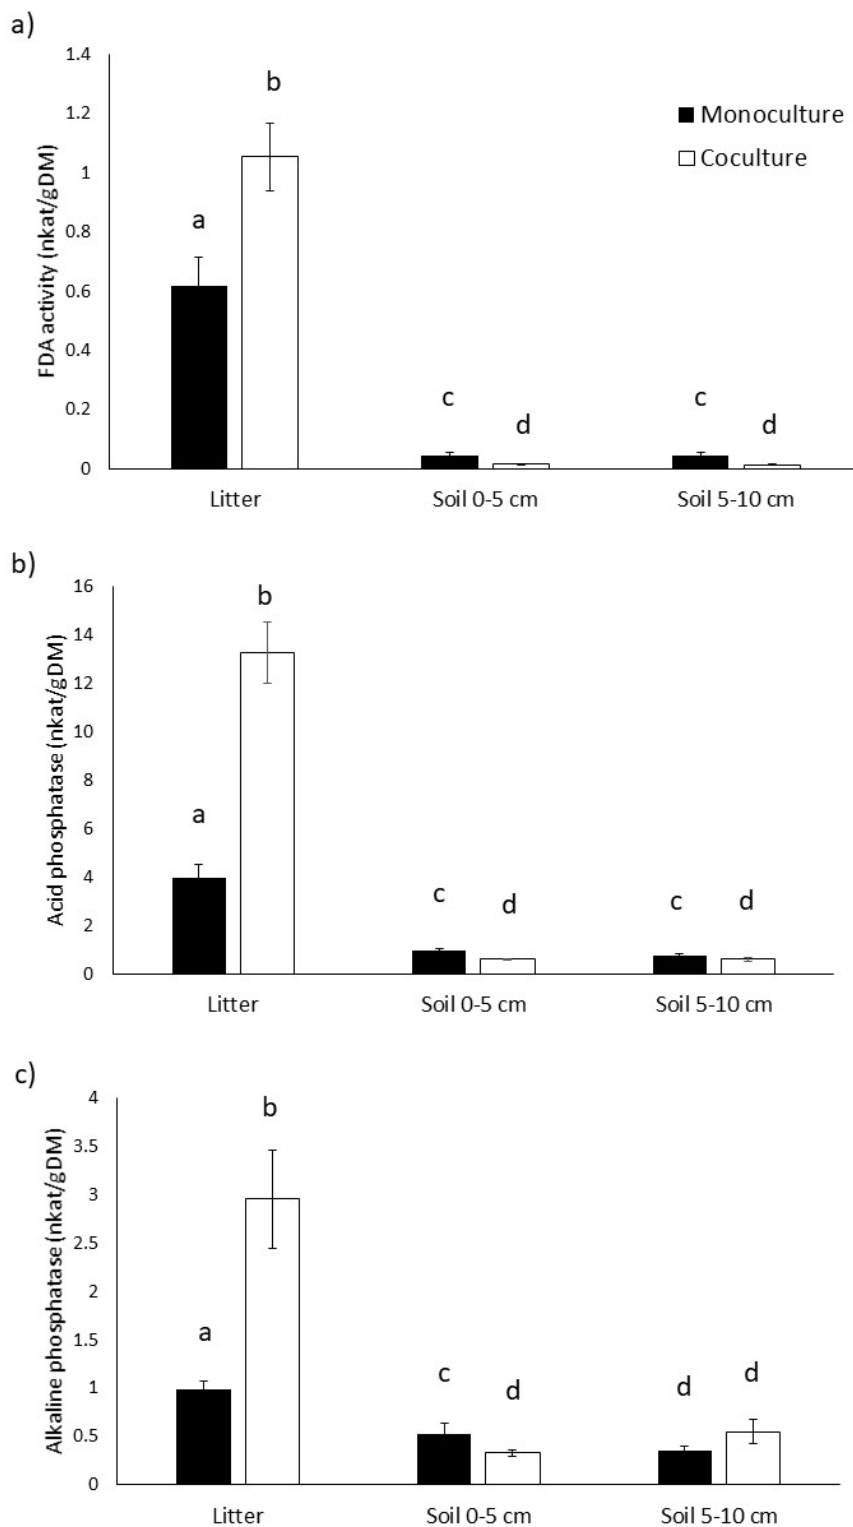 a)
1.4
1.2
1
0.8
0.6
0.4
0.2
0
FDA activity (nkat/gDM)
a
b
c
d
c
d
Monoculture
Coculture
Litter
Soil 0-5 cm
Soil 5-10 cm
b)
16
14
12
10
8
6
4
2
0
Acid phosphatase (nkat/gDM)
a
b
c
d
c
d
Litter
Soil 0-5 cm
Soil 5-10 cm
c)
4
3.5
3
2.5
2
1.5
1
0.5
0
Alkaline phosphatase (nkat/gDM)
a
b
c
d
d
d
Litter
Soil 0-5 cm
Soil 5-10 cm